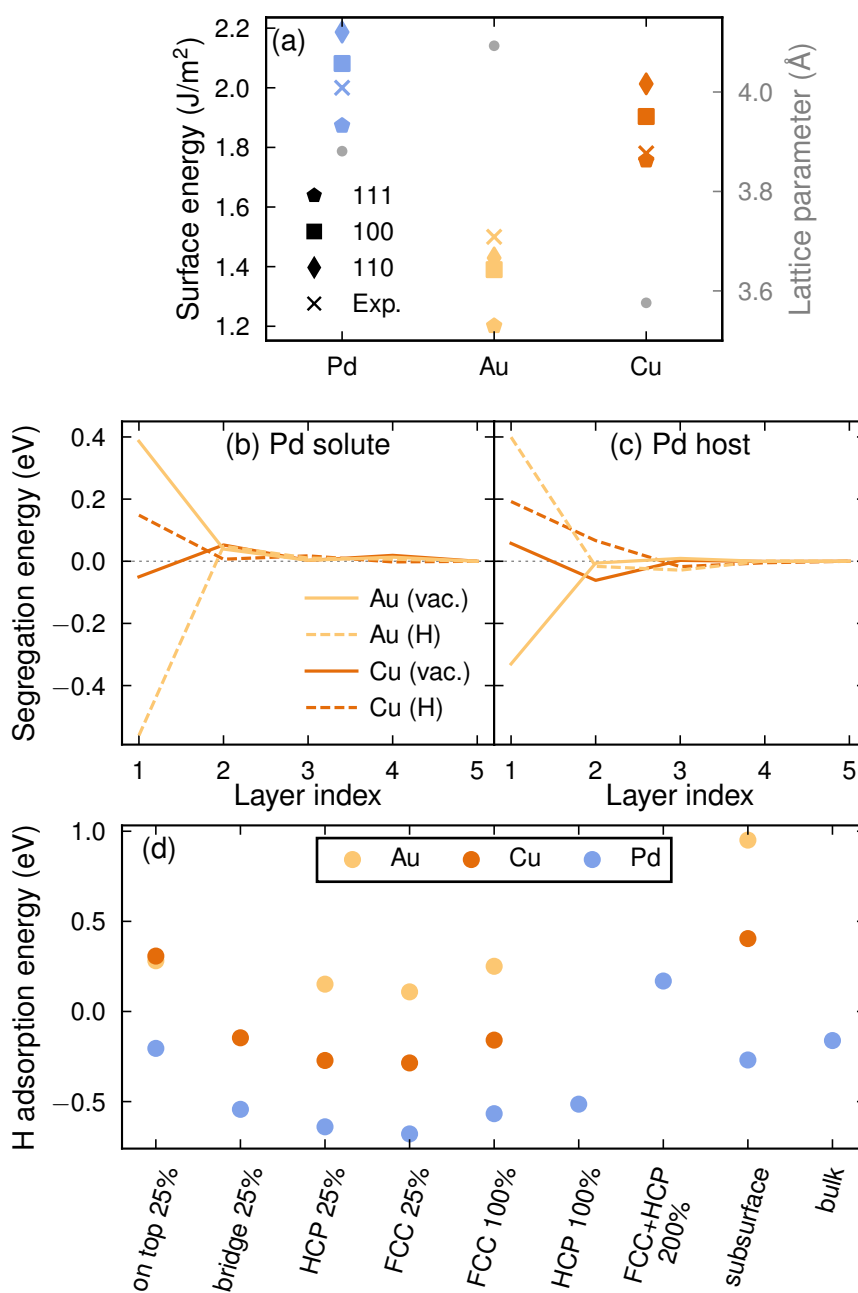 (a)
Surface energy (J/m²)
2.2
2.0
1.8
1.6
1.4
1.2
111
100
110
Exp.
Pd
Au
Cu
4.0
3.8
3.6
Lattice parameter (Å)
(b) Pd solute
(c) Pd host
Segregation energy (eV)
0.4
0.2
0.0
−0.2
−0.4
Au (vac.)
Au (H)
Cu (vac.)
Cu (H)
1 2 3 4 5
1 2 3 4 5
Layer index
Layer index
(d)
Au Cu Pd
H adsorption energy (eV)
1.0
0.5
0.0
−0.5
on top 25%
bridge 25%
HCP 25%
FCC 25%
FCC 100%
HCP 100%
FCC+HCP
200%
subsurface
bulk